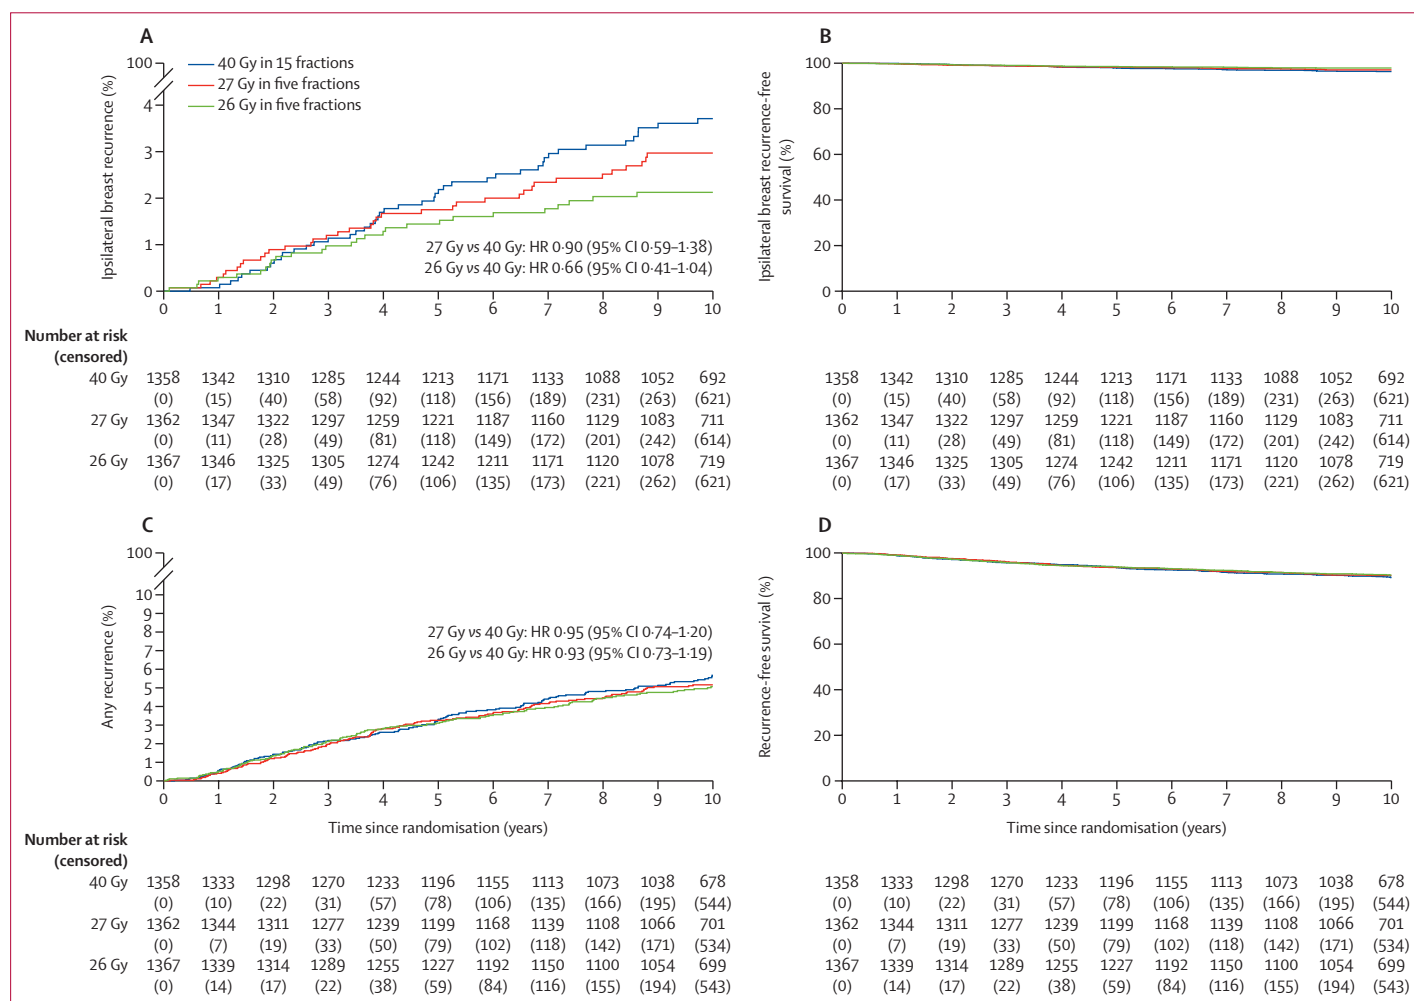 A
100
40 Gy in 15 fractions
27 Gy in five fractions
26 Gy in five fractions
4
3
2
1
0
Ipsilateral breast recurrence (%)
27 Gy vs 40 Gy: HR 0·90 (95% CI 0·59–1·38)
26 Gy vs 40 Gy: HR 0·66 (95% CI 0·41–1·04)
0 1 2 3 4 5 6 7 8 9 10
B
100
80
60
40
20
0
Ipsilateral breast recurrence-free
survival (%)
0 1 2 3 4 5 6 7 8 9 10
Number at risk
(censored)
40 Gy 1358 1342 1310 1285 1244 1213 1171 1133 1088 1052 692
(0) (15) (40) (58) (92) (118) (156) (189) (231) (263) (621)
27 Gy 1362 1347 1322 1297 1259 1221 1187 1160 1129 1083 711
(0) (11) (28) (49) (81) (118) (149) (172) (201) (242) (614)
26 Gy 1367 1346 1325 1305 1274 1242 1211 1171 1120 1078 719
(0) (17) (33) (49) (76) (106) (135) (173) (221) (262) (621)
1358 1342 1310 1285 1244 1213 1171 1133 1088 1052 692
(0) (15) (40) (58) (92) (118) (156) (189) (231) (263) (621)
1362 1347 1322 1297 1259 1221 1187 1160 1129 1083 711
(0) (11) (28) (49) (81) (118) (149) (172) (201) (242) (614)
1367 1346 1325 1305 1274 1242 1211 1171 1120 1078 719
(0) (17) (33) (49) (76) (106) (135) (173) (221) (262) (621)
C
100
10
9
8
7
6
5
4
3
2
1
0
Any recurrence (%)
27 Gy vs 40 Gy: HR 0·95 (95% CI 0·74–1·20)
26 Gy vs 40 Gy: HR 0·93 (95% CI 0·73–1·19)
0 1 2 3 4 5 6 7 8 9 10
Time since randomisation (years)
D
100
80
60
40
20
0
Recurrence-free survival (%)
0 1 2 3 4 5 6 7 8 9 10
Time since randomisation (years)
Number at risk
(censored)
40 Gy 1358 1333 1298 1270 1233 1196 1155 1113 1073 1038 678
(0) (10) (22) (31) (57) (78) (106) (135) (166) (195) (544)
27 Gy 1362 1344 1311 1277 1239 1199 1168 1139 1108 1066 701
(0) (7) (19) (33) (50) (79) (102) (118) (142) (171) (534)
26 Gy 1367 1339 1314 1289 1255 1227 1192 1150 1100 1054 699
(0) (14) (17) (22) (38) (59) (84) (116) (155) (194) (543)
1358 1333 1298 1270 1233 1196 1155 1113 1073 1038 678
(0) (10) (22) (31) (57) (78) (106) (135) (166) (195) (544)
1362 1344 1311 1277 1239 1199 1168 1139 1108 1066 701
(0) (7) (19) (33) (50) (79) (102) (118) (142) (171) (534)
1367 1339 1314 1289 1255 1227 1192 1150 1100 1054 699
(0) (14) (17) (22) (38) (59) (84) (116) (155) (194) (543)